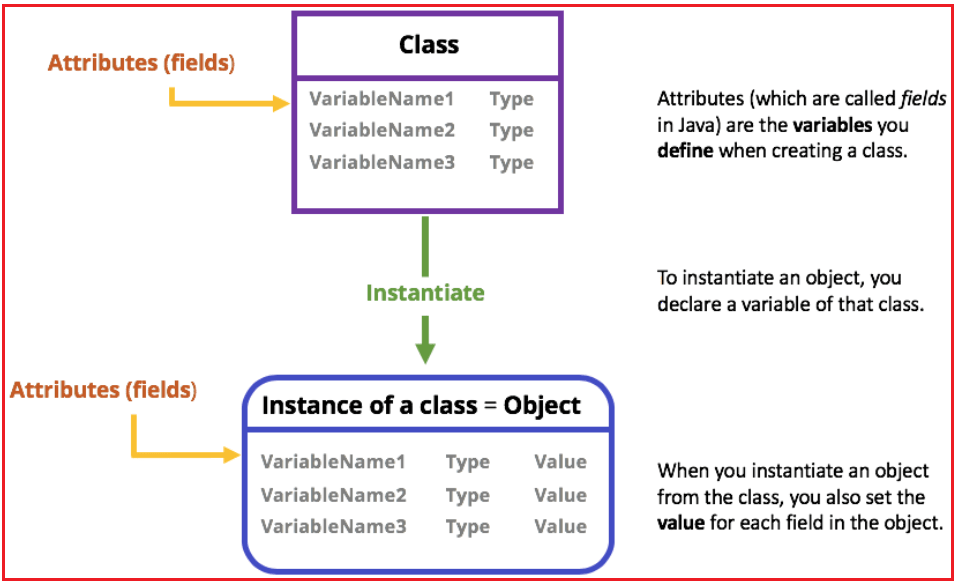 Class
Attributes (fields)
VariableName1 Type
VariableName2 Type
VariableName3 Type
Attributes (which are called fields
in Java) are the variables you
define when creating a class.
Instantiate
To instantiate an object, you
declare a variable of that class.
Attributes (fields)
Instance of a class = Object
VariableName1 Type Value
VariableName2 Type Value
VariableName3 Type Value
When you instantiate an object
from the class, you also set the
value for each field in the object.